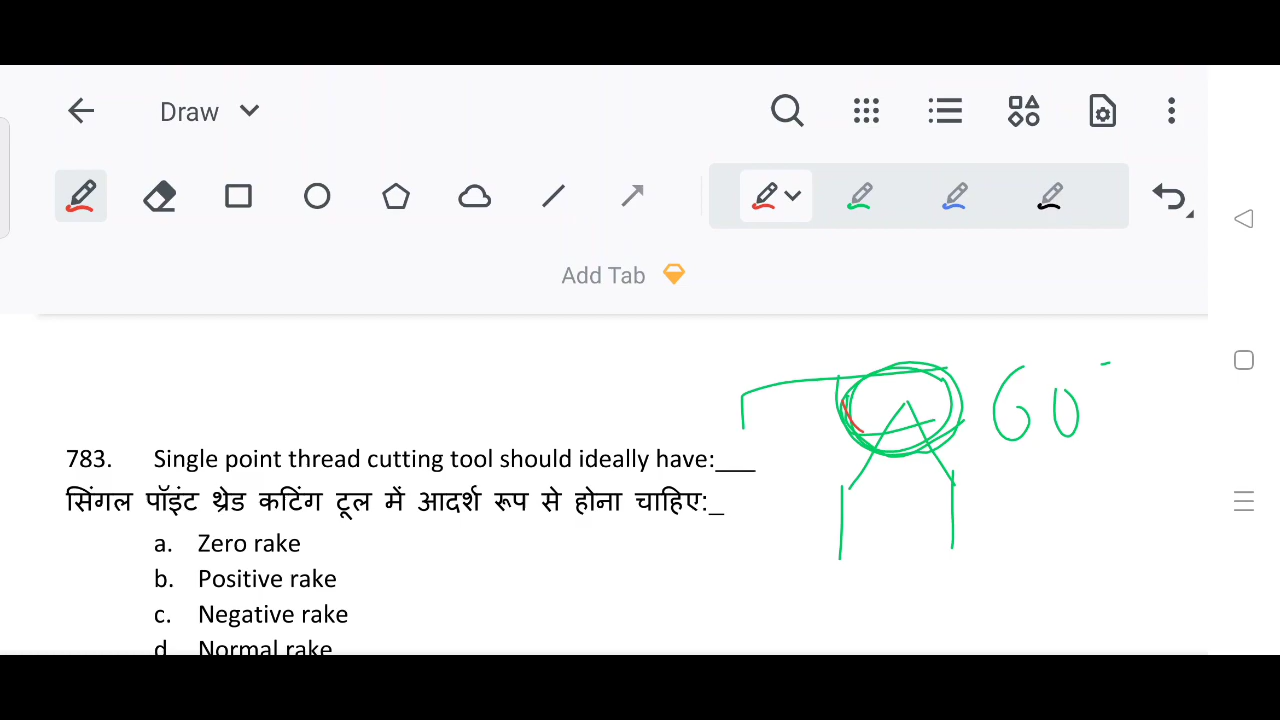 Draw
Add Tab
60°
783. Single point thread cutting tool should ideally have:___
सिंगल पॉइंट थ्रेड कटिंग टूल में आदर्श रूप से होना चाहिए:_
a. Zero rake
b. Positive rake
c. Negative rake
d Normal rake